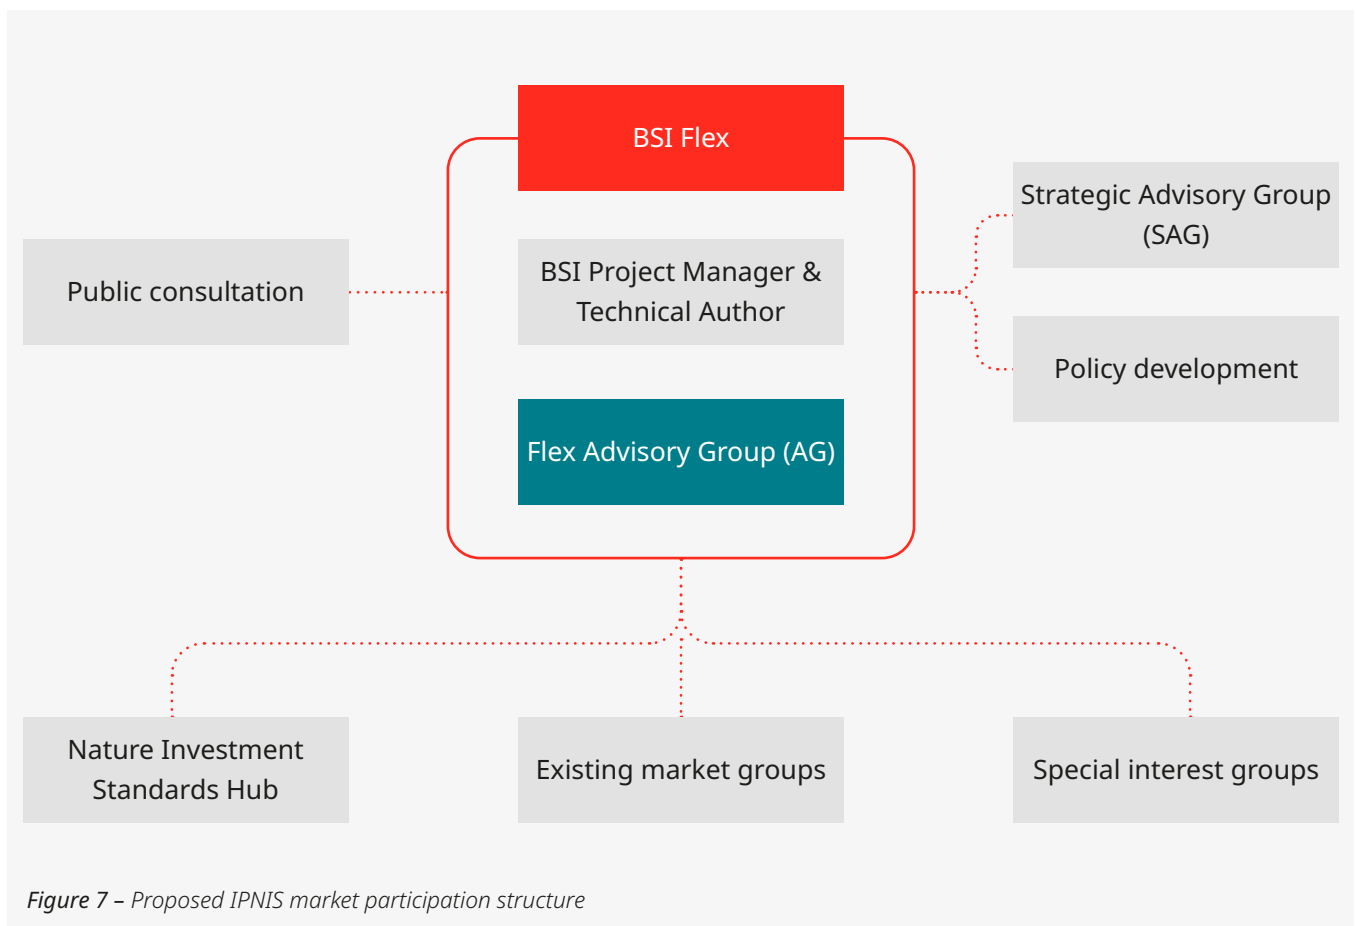 BSI Flex
Strategic Advisory Group
(SAG)
Public consultation
BSI Project Manager &
Technical Author
Policy development
Flex Advisory Group (AG)
Nature Investment
Standards Hub
Existing market groups
Special interest groups
Figure 7 – Proposed IPNIS market participation structure